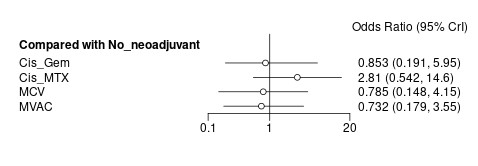 Odds Ratio (95% CrI)
Compared with No_neoadjuvant
Cis_Gem 0.853 (0.191, 5.95)
Cis_MTX 2.81 (0.542, 14.6)
MCV 0.785 (0.148, 4.15)
MVAC 0.732 (0.179, 3.55)
0.1 1 20